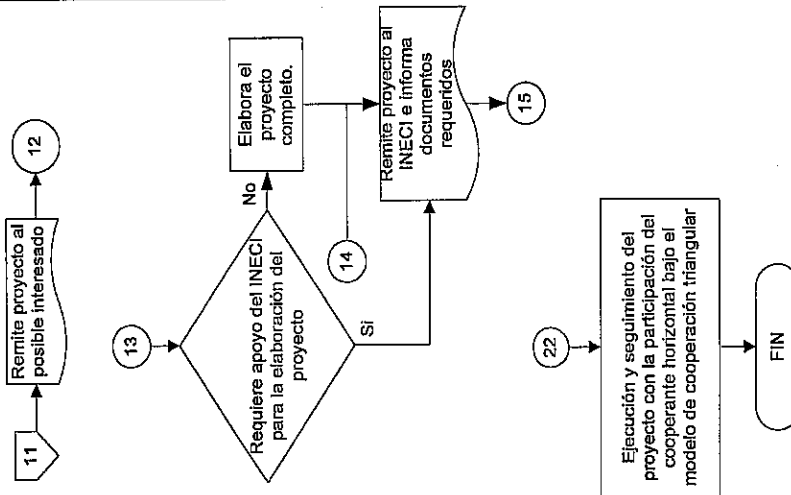 11
Remite proyecto al
posible interesado
12
13
Requiere apoyo del INECI
para la elaboración del
proyecto
No
Elabora el
proyecto
completo.
Si
14
Remite proyecto al
INECI e informa
documentos
requeridos
15
22
Ejecución y seguimiento del
proyecto con la participación del
cooperante horizontal bajo el
modelo de cooperación triangular
FIN